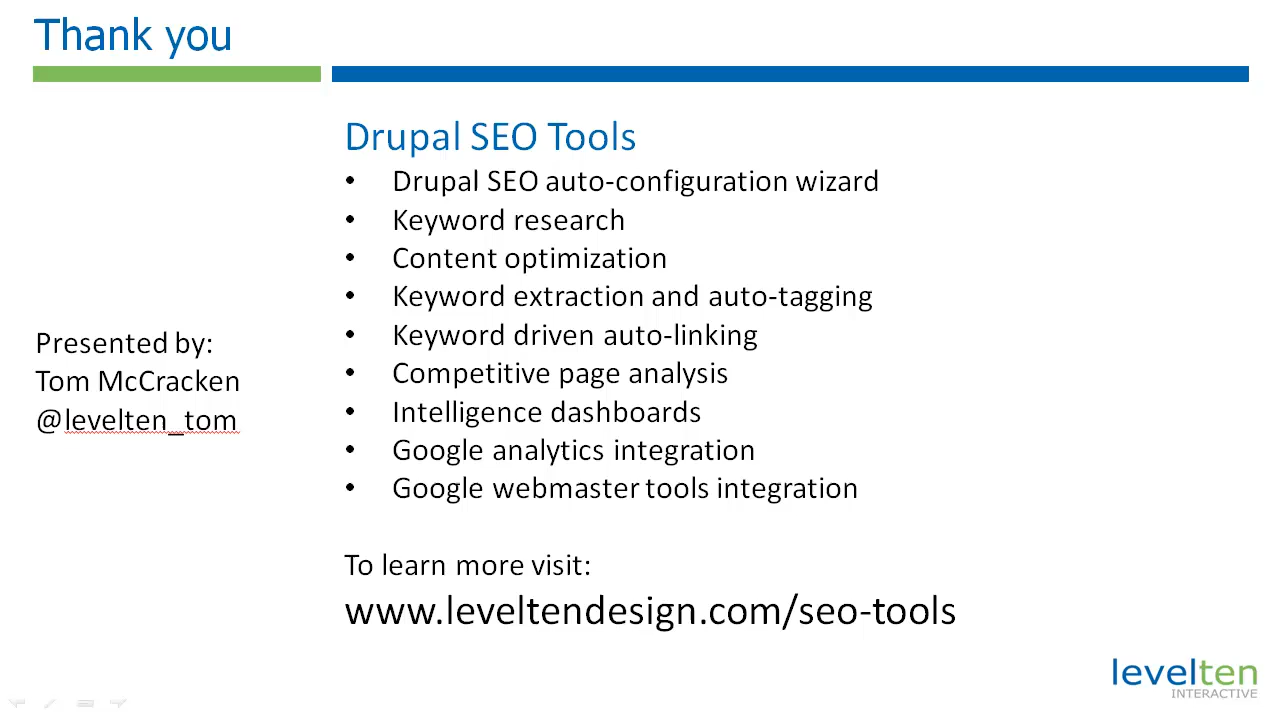 Thank you
Drupal SEO Tools
• Drupal SEO auto-configuration wizard
• Keyword research
• Content optimization
• Keyword extraction and auto-tagging
• Keyword driven auto-linking
• Competitive page analysis
• Intelligence dashboards
• Google analytics integration
• Google webmaster tools integration
Presented by:
Tom McCracken
@levelten_tom
To learn more visit:
www.leveltendesign.com/seo-tools
levelten
INTERACTIVE